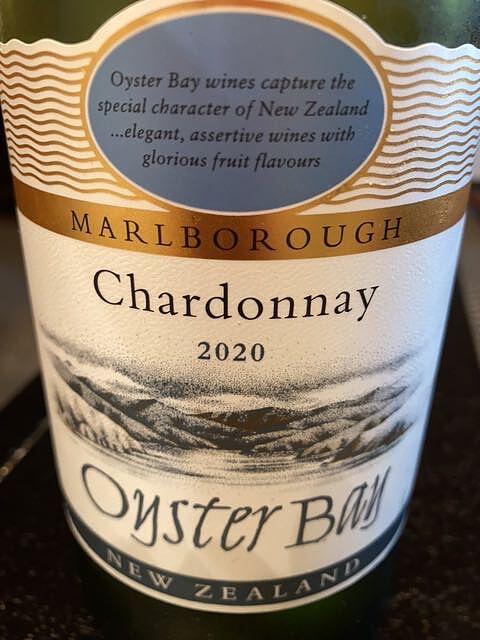 Oyster Bay wines capture the
special character of New Zealand
...elegant, assertive wines with
glorious fruit flavours
MARLBOROUGH
Chardonnay
2020
Oyster Bay
NEW ZEALAND